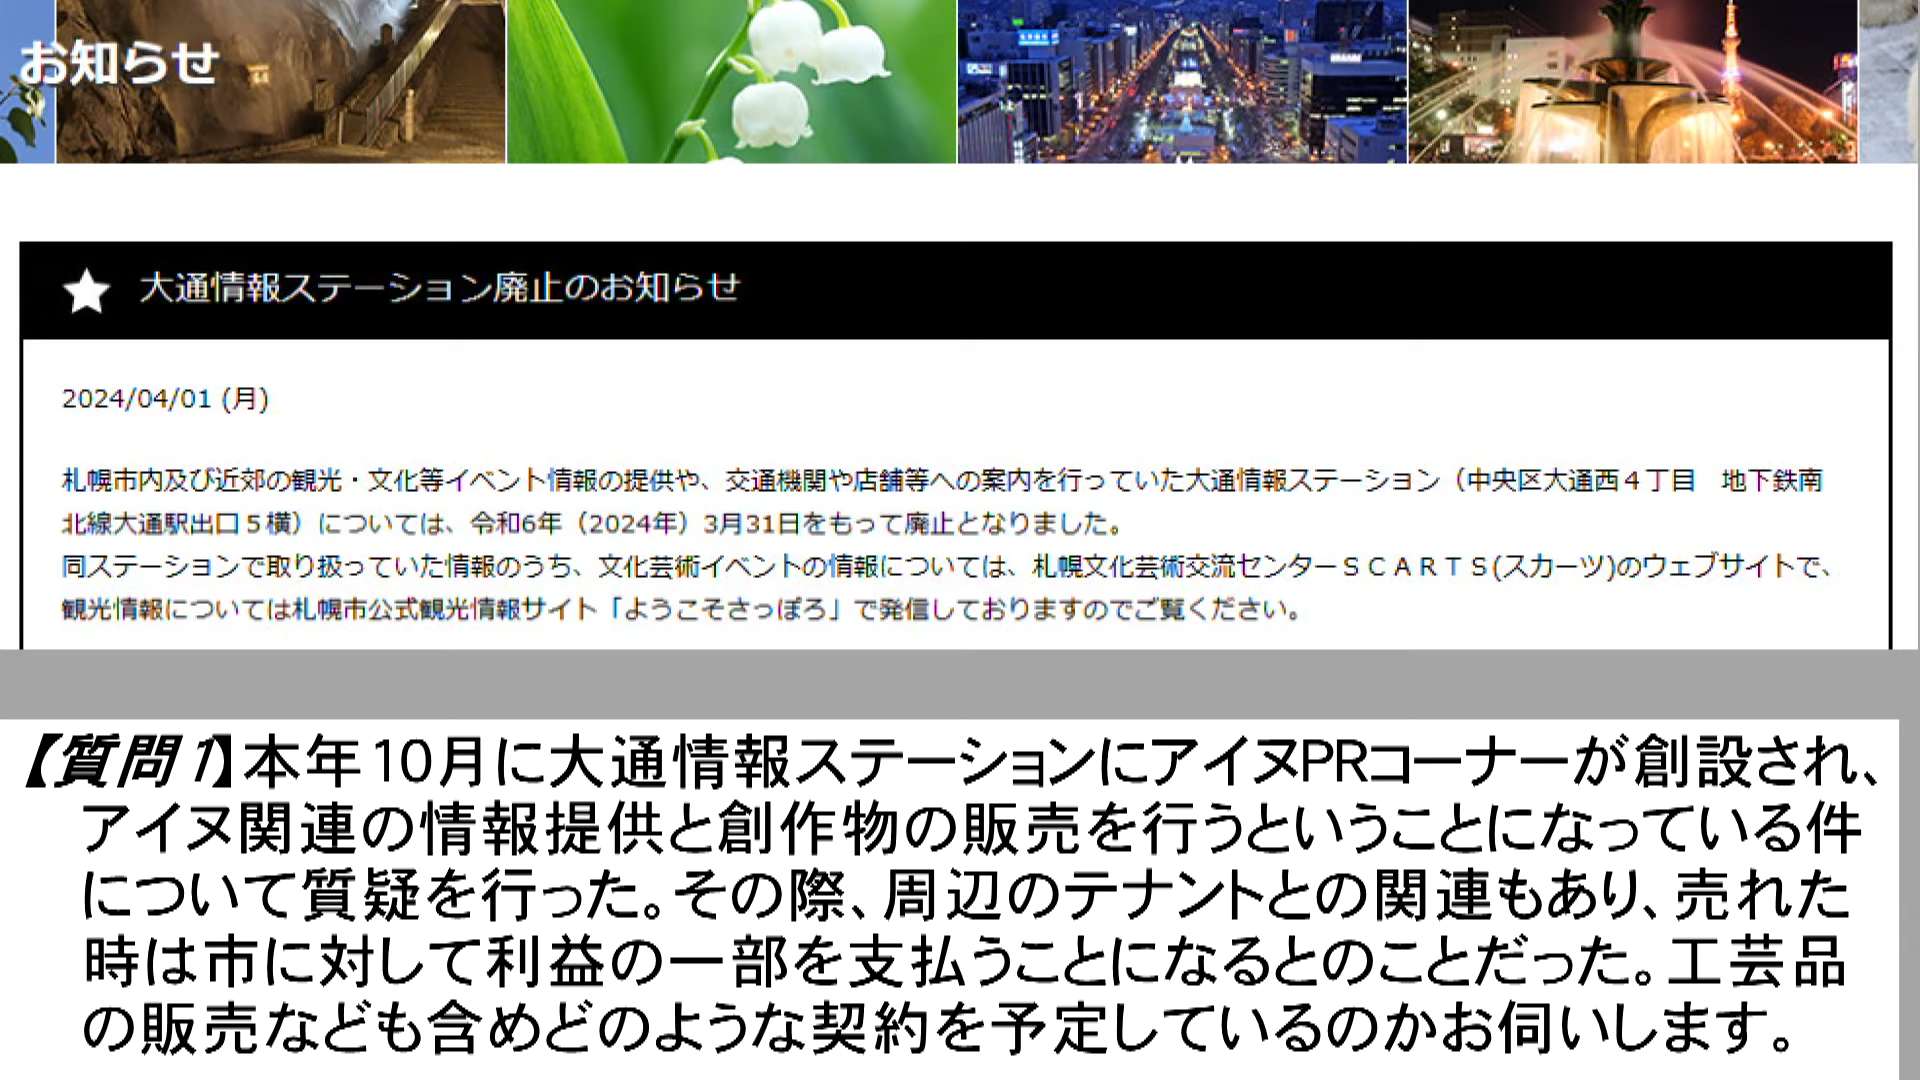 お知らせ
大通情報ステーション廃止のお知らせ
2024/04/01 (月)
札幌市内及び近郊の観光・文化等イベント情報の提供や、交通機関や店舗等への案内を行っていた大通情報ステーション（中央区大通西４丁目　地下鉄南
北線大通駅出口５横）については、令和6年（2024年）3月31日をもって廃止となりました。
同ステーションで取り扱っていた情報のうち、文化芸術イベントの情報については、札幌文化芸術交流センターＳＣＡＲＴＳ(スカーツ)のウェブサイトで、
観光情報については札幌市公式観光情報サイト「ようこそさっぽろ」で発信しておりますのでご覧ください。
【質問1】本年10月に大通情報ステーションにアイヌPRコーナーが創設され、
アイヌ関連の情報提供と創作物の販売を行うということになっている件
について質疑を行った。その際、周辺のテナントとの関連もあり、売れた
時は市に対して利益の一部を支払うことになるとのことだった。工芸品
の販売なども含めどのような契約を予定しているのかお伺いします。